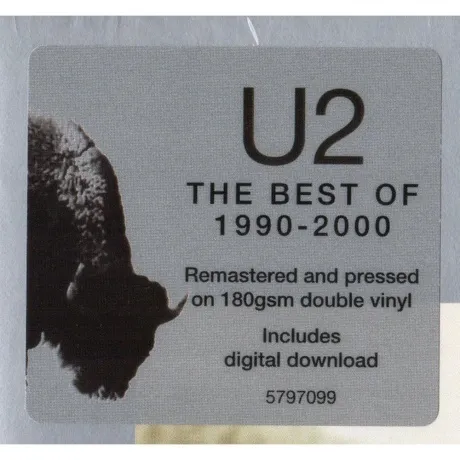 U2
THE BEST OF
1990-2000
Remastered and pressed
on 180gsm double vinyl
Includes
digital download
5797099